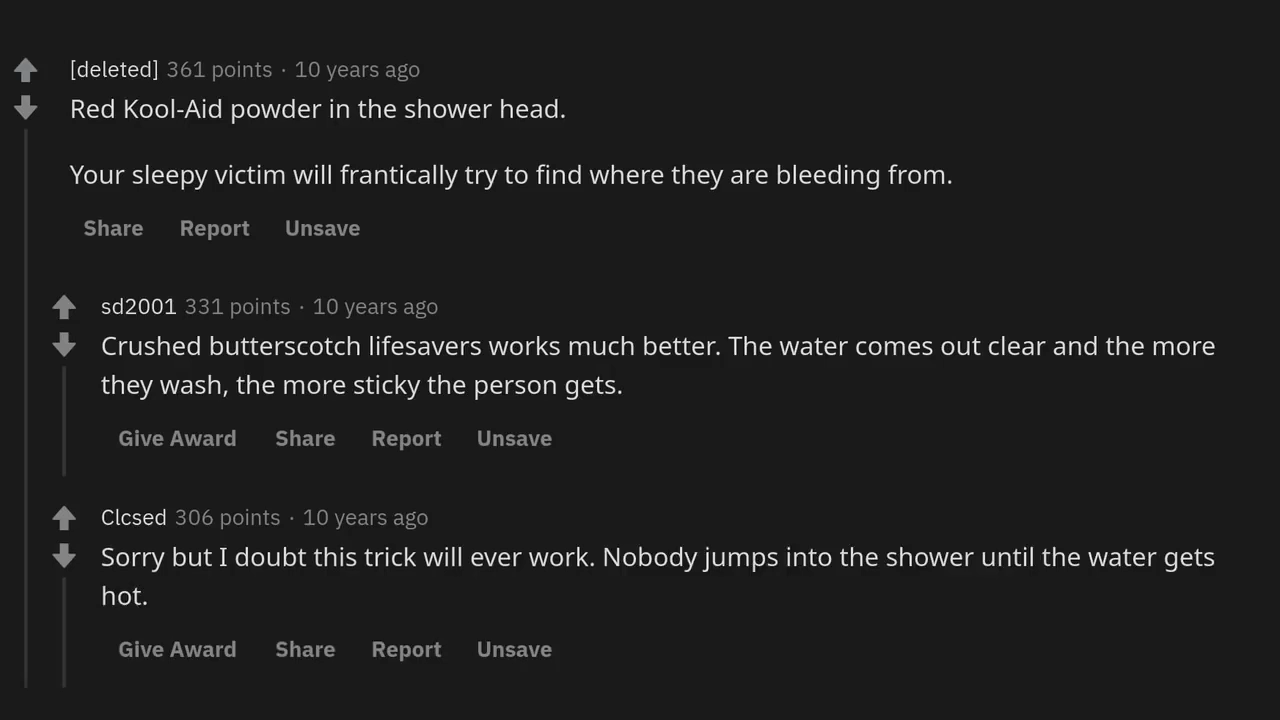 [deleted] 361 points · 10 years ago
Red Kool-Aid powder in the shower head.
Your sleepy victim will frantically try to find where they are bleeding from.
Share Report Unsave
sd2001 331 points · 10 years ago
Crushed butterscotch lifesavers works much better. The water comes out clear and the more
they wash, the more sticky the person gets.
Give Award Share Report Unsave
Clcsed 306 points · 10 years ago
Sorry but I doubt this trick will ever work. Nobody jumps into the shower until the water gets
hot.
Give Award Share Report Unsave